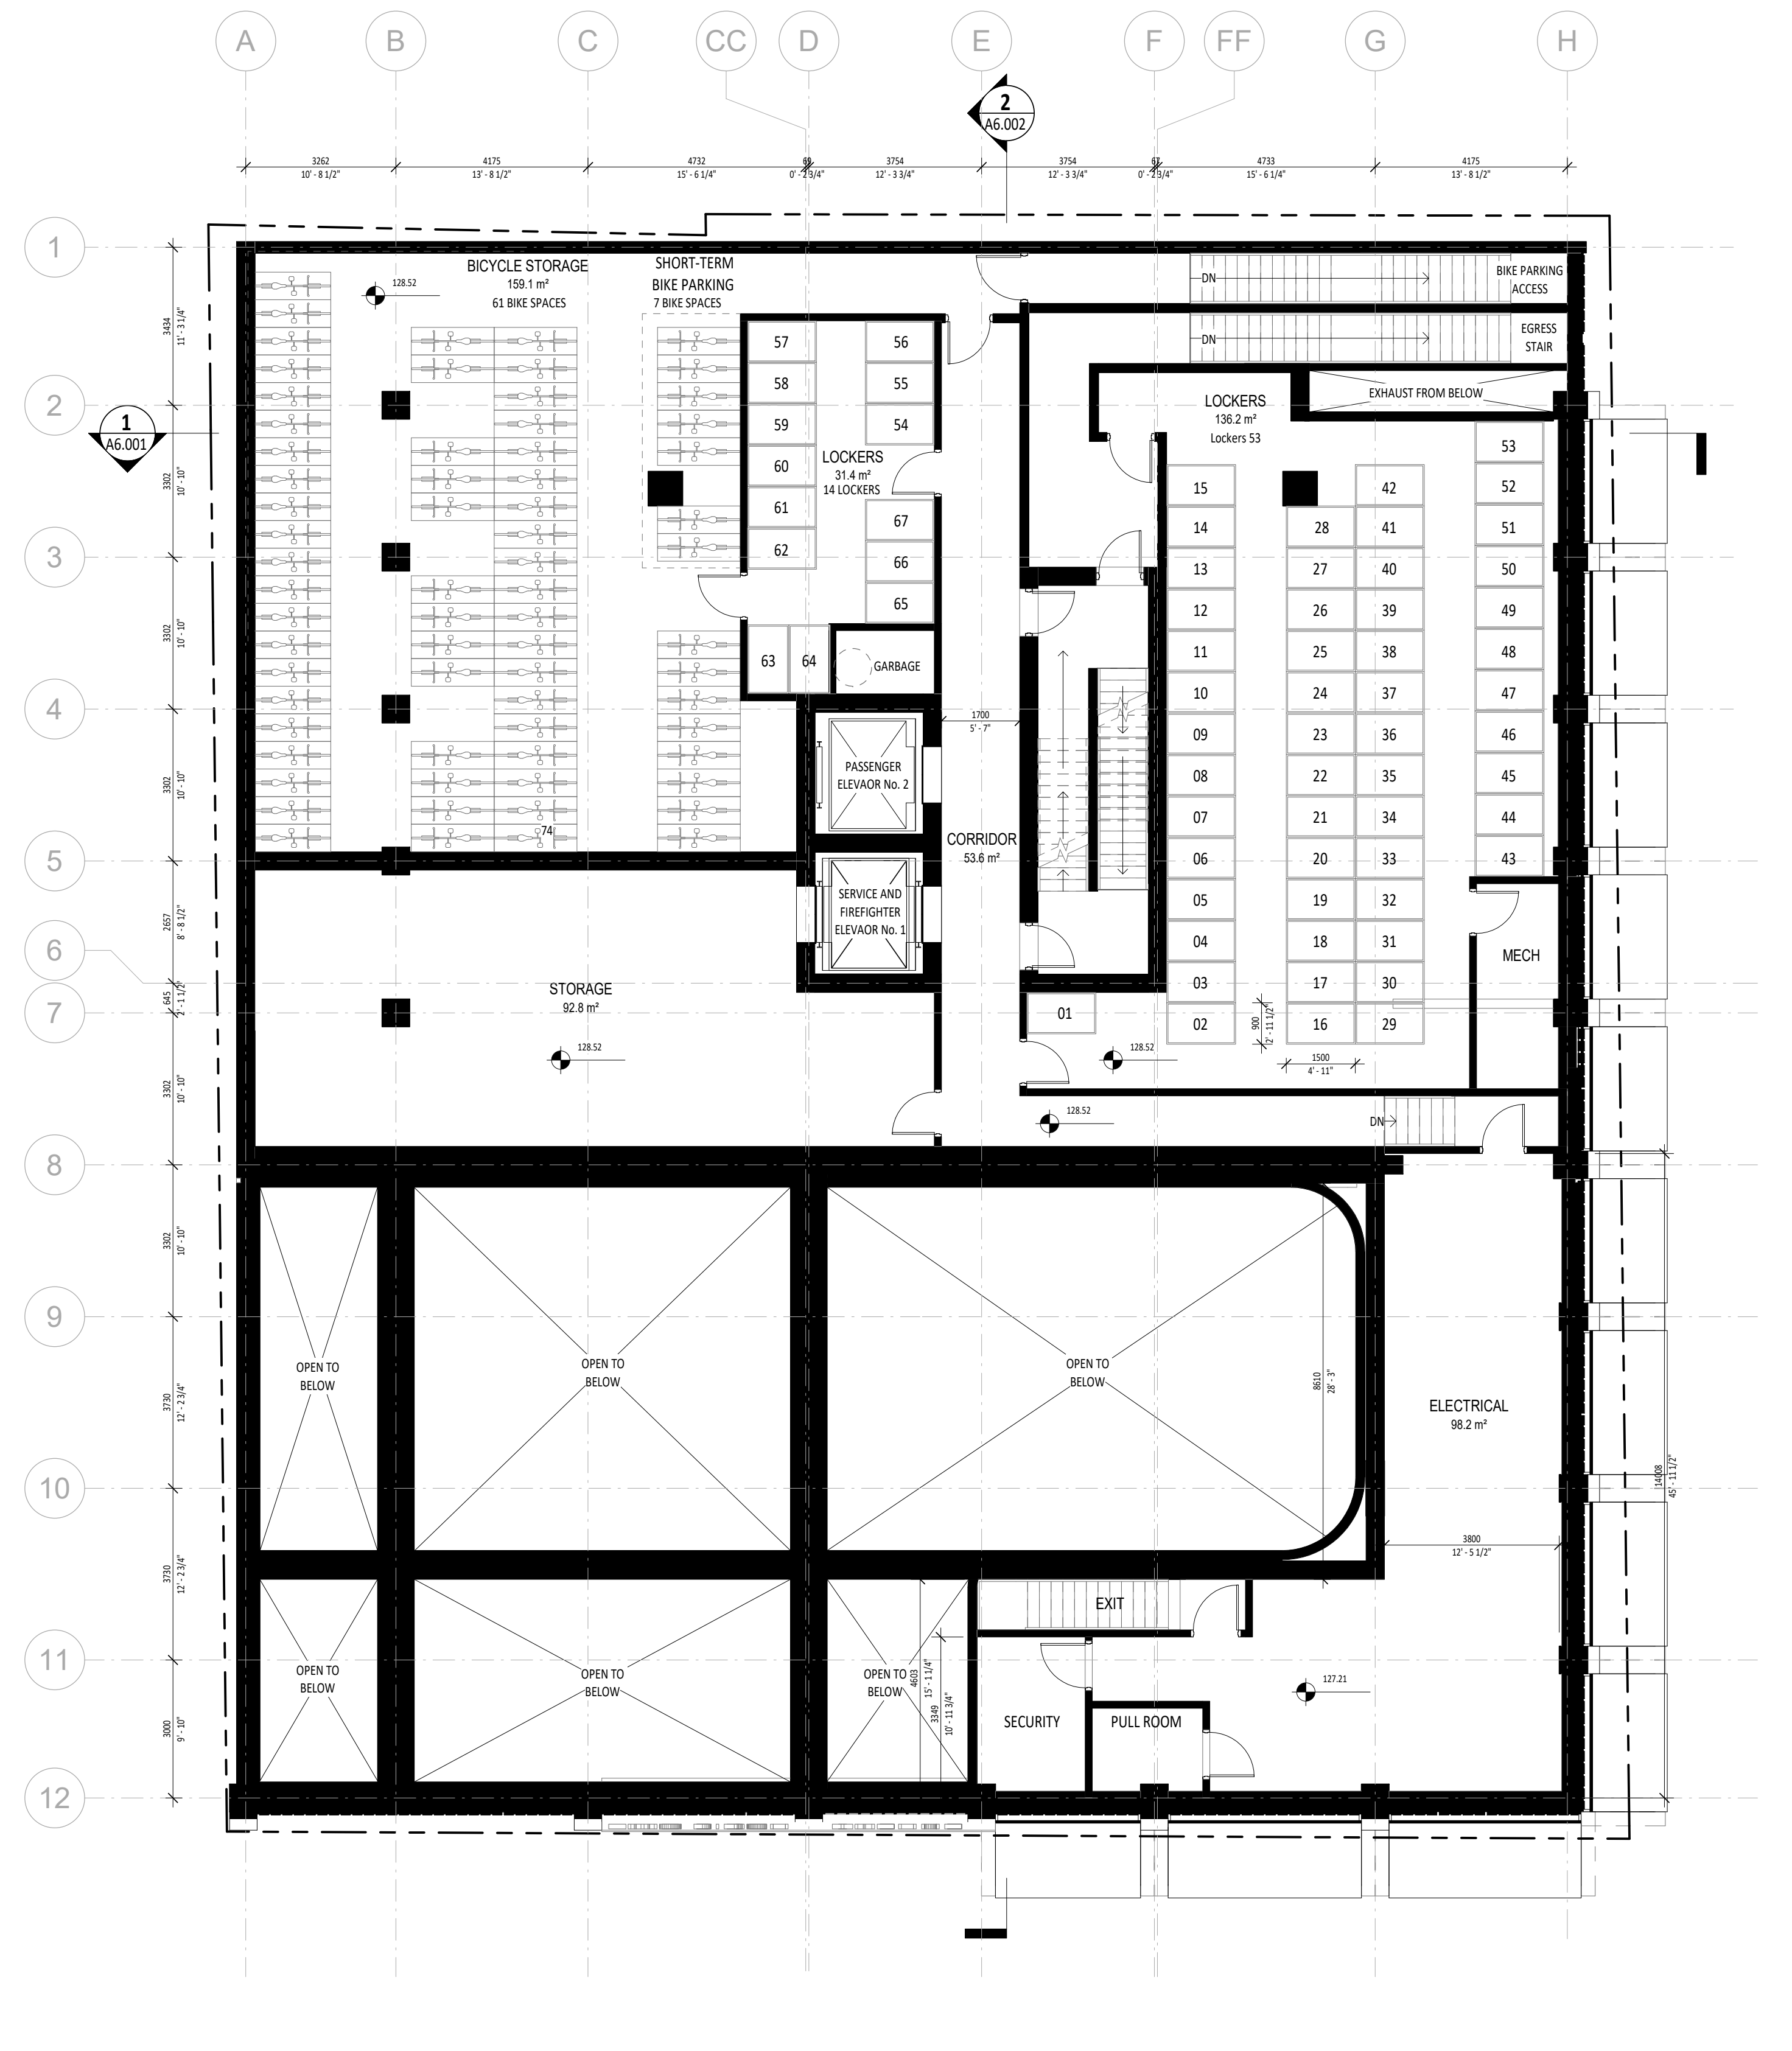 A B C CC D E F FF G H
2
A6.002
3262 4175 4732 69 3754 3754 67 4733 4175
10' - 8 1/2" 13' - 8 1/2" 15' - 6 1/4" 0' - 2 3/4" 12' - 3 3/4" 12' - 3 3/4" 0' - 2 3/4" 15' - 6 1/4" 13' - 8 1/2"
1
2
3
4
5
6
7
8
9
10
11
12
1
A6.001
3434
11' - 3 1/4"
3302
10' - 10"
3302
10' - 10"
3302
10' - 10"
2657
8' - 8 1/2"
645
2' - 1 1/2"
3302
10' - 10"
3302
10' - 10"
3730
12' - 2 3/4"
3730
12' - 2 3/4"
3000
9' - 10"
BICYCLE STORAGE
159.1 m²
61 BIKE SPACES
128.52
SHORT-TERM
BIKE PARKING
7 BIKE SPACES
74
DN
BIKE PARKING
ACCESS
DN
EGRESS
STAIR
EXHAUST FROM BELOW
57
58
59
60
61
62
63
64
56
55
54
67
66
65
LOCKERS
31.4 m²
14 LOCKERS
GARBAGE
LOCKERS
136.2 m²
Lockers 53
15
14
13
12
11
10
09
08
07
06
05
04
03
02
01
28
27
26
25
24
23
22
21
20
19
18
17
16
42
41
40
39
38
37
36
35
34
33
32
31
30
29
53
52
51
50
49
48
47
46
45
44
43
1700
5' - 7"
PASSENGER
ELEVAOR No. 2
SERVICE AND
FIREFIGHTER
ELEVAOR No. 1
CORRIDOR
53.6 m²
MECH
900
2' - 11 1/2"
1500
4' - 11"
STORAGE
92.8 m²
128.52
128.52
128.52
DN
OPEN TO
BELOW
OPEN TO
BELOW
OPEN TO
BELOW
8610
28' - 3"
ELECTRICAL
98.2 m²
14008
45' - 11 1/2"
3800
12' - 5 1/2"
EXIT
OPEN TO
BELOW
OPEN TO
BELOW
OPEN TO
BELOW
4603
15' - 1 1/4"
3349
10' - 11 3/4"
SECURITY
PULL ROOM
127.21